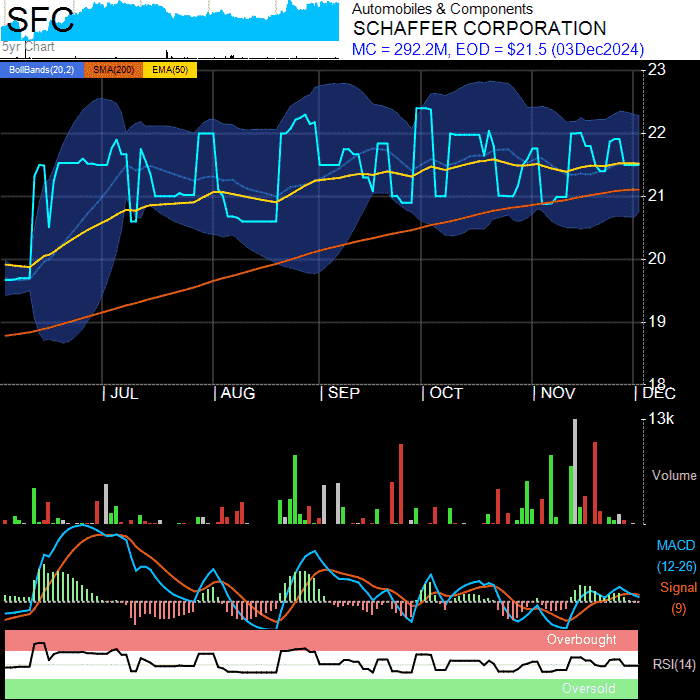 SFC
5yr Chart
Automobiles & Components
SCHAFFER CORPORATION
MC = 292.2M, EOD = $21.5 (03Dec2024)
BollBands(20,2) SMA(200) EMA(50)
23
22
21
20
19
18
JUL AUG SEP OCT NOV DEC
13k
Volume
MACD
(12-26)
Signal
(9)
Overbought
RSI(14)
Oversold